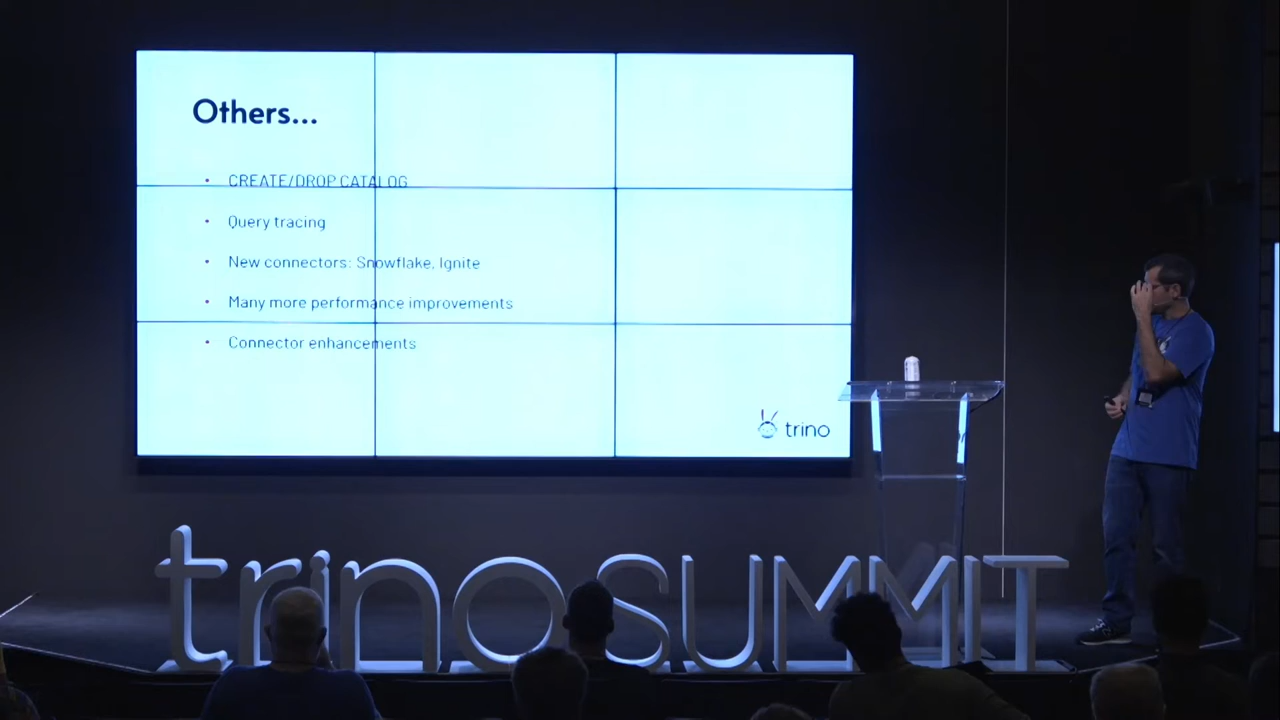 Others...
• CREATE/DROP CATALOG
• Query tracing
• New connectors: Snowflake, Ignite
• Many more performance improvements
• Connector enhancements
trino
trinoSUMMIT